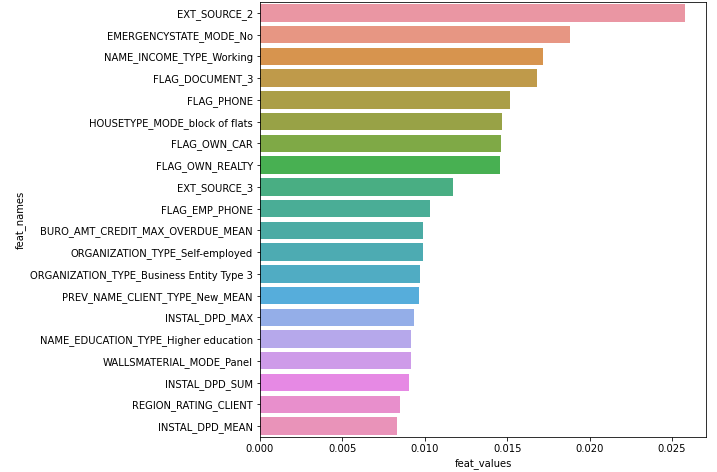 EXT_SOURCE_2
EMERGENCYSTATE_MODE_No
NAME_INCOME_TYPE_Working
FLAG_DOCUMENT_3
FLAG_PHONE
HOUSETYPE_MODE_block of flats
FLAG_OWN_CAR
FLAG_OWN_REALTY
EXT_SOURCE_3
FLAG_EMP_PHONE
BURO_AMT_CREDIT_MAX_OVERDUE_MEAN
ORGANIZATION_TYPE_Self-employed
ORGANIZATION_TYPE_Business Entity Type 3
PREV_NAME_CLIENT_TYPE_New_MEAN
INSTAL_DPD_MAX
NAME_EDUCATION_TYPE_Higher education
WALLSMATERIAL_MODE_Panel
INSTAL_DPD_SUM
REGION_RATING_CLIENT
INSTAL_DPD_MEAN
feat_names
0.000 0.005 0.010 0.015 0.020 0.025
feat_values